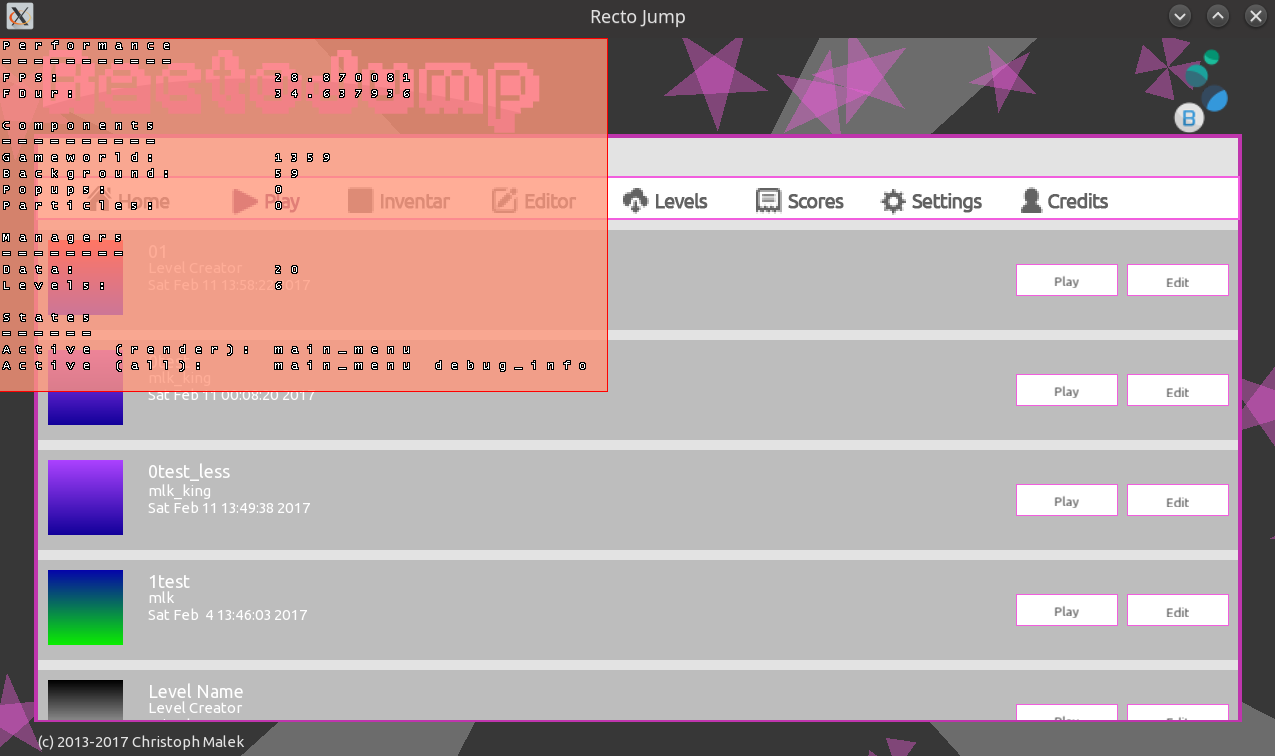 Recto Jump
Recto Jump
Performance
===========
FPS: 28.870081
FDur: 34.637936
Components
==========
Gameworld: 1359
Background: 59
Popups: 0
Particles: 0
Managers
========
Data: 20
Levels: 6
States
======
Active (render): main_menu
Active (all): main_menu debug_info
Home Play Inventar Editor Levels Scores Settings Credits
B
01
Level Creator
Sat Feb 11 13:58:22 2017
Play Edit
mlk_king
Sat Feb 11 00:08:20 2017
Play Edit
0test_less
mlk_king
Sat Feb 11 13:49:38 2017
Play Edit
1test
mlk
Sat Feb  4 13:46:03 2017
Play Edit
Level Name
Level Creator
Play Edit
(c) 2013-2017 Christoph Malek